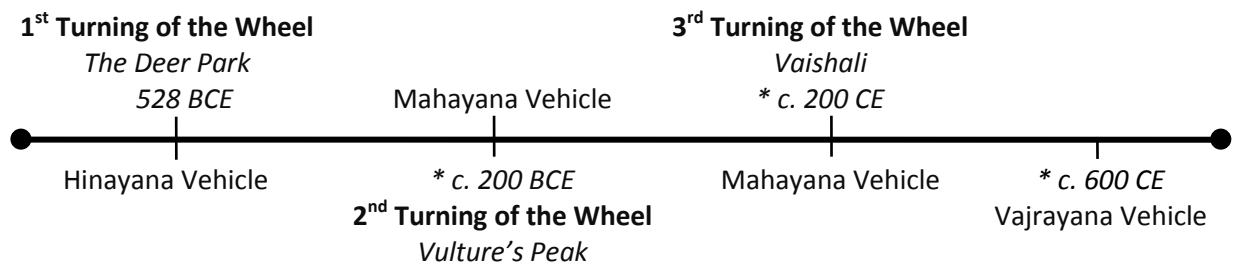 1st Turning of the Wheel
The Deer Park
528 BCE
Hinayana Vehicle
Mahayana Vehicle
* c. 200 BCE
2nd Turning of the Wheel
Vulture’s Peak
3rd Turning of the Wheel
Vaishali
* c. 200 CE
Mahayana Vehicle
* c. 600 CE
Vajrayana Vehicle